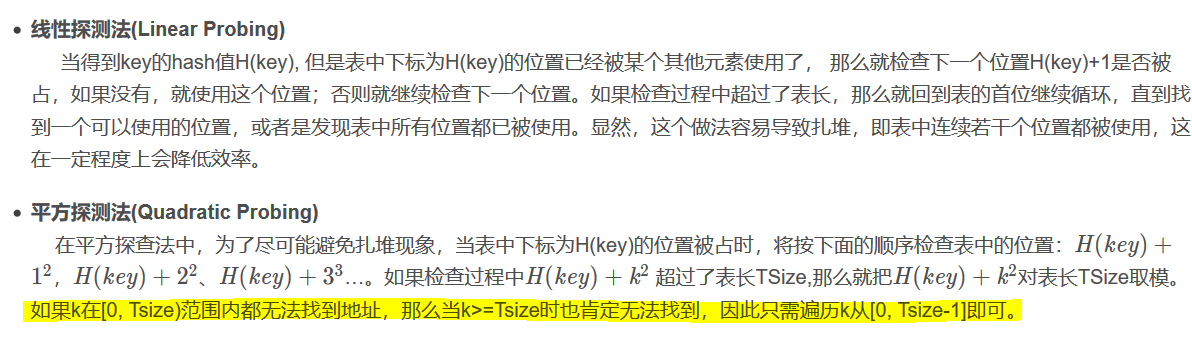 • 线性探测法(Linear Probing)
当得到key的hash值H(key), 但是表中下标为H(key)的位置已经被某个其他元素使用了， 那么就检查下一个位置H(key)+1是否被
占，如果没有，就使用这个位置；否则就继续检查下一个位置。如果检查过程中超过了表长，那么就回到表的首位继续循环，直到找
到一个可以使用的位置，或者是发现表中所有位置都已被使用。显然，这个做法容易导致扎堆，即表中连续若干个位置都被使用，这
在一定程度上会降低效率。
• 平方探测法(Quadratic Probing)
在平方探查法中，为了尽可能避免扎堆现象，当表中下标为H(key)的位置被占时，将按下面的顺序检查表中的位置：H(key) +
1²，H(key) + 2²、H(key) + 3³...。如果检查过程中H(key) + k² 超过了表长TSize,那么就把H(key) + k²对表长TSize取模。
如果k在[0, Tsize)范围内都无法找到地址，那么当k>=Tsize时也肯定无法找到，因此只需遍历k从[0, Tsize-1]即可。